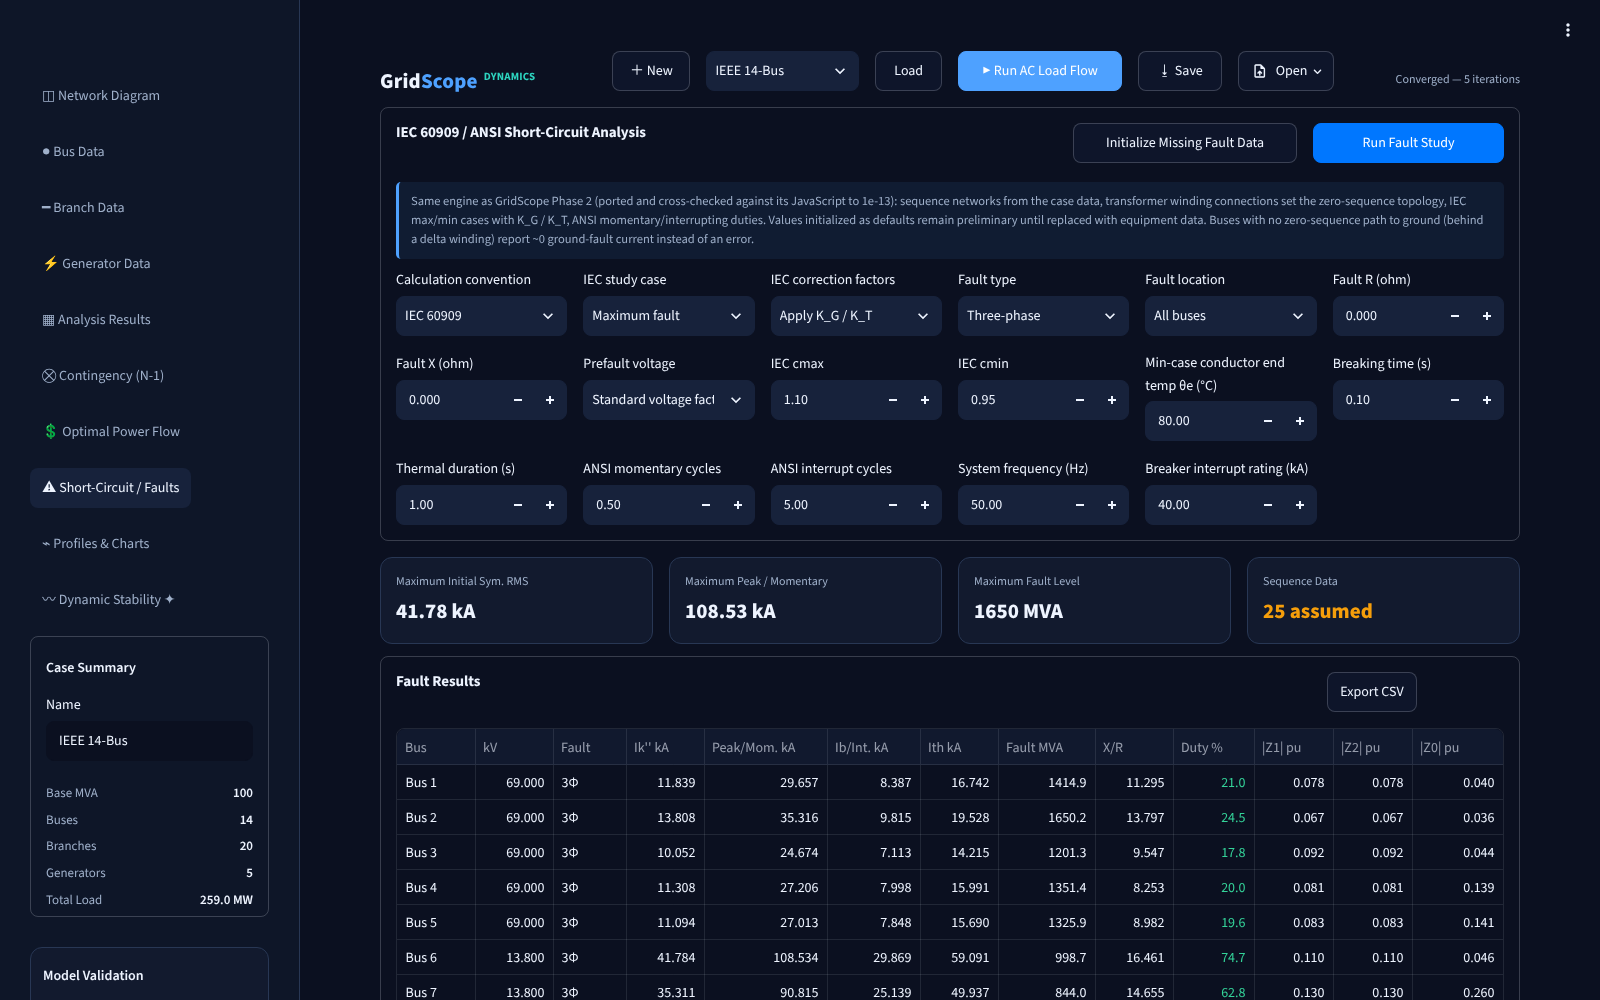 Network Diagram
Bus Data
Branch Data
Generator Data
Analysis Results
Contingency (N-1)
Optimal Power Flow
Short-Circuit / Faults
Profiles & Charts
Dynamic Stability ✦
Case Summary
Name
IEEE 14-Bus
Base MVA 100
Buses 14
Branches 20
Generators 5
Total Load 259.0 MW
Model Validation
GridScope DYNAMICS
+ New
IEEE 14-Bus
Load
▸ Run AC Load Flow
⤓ Save
Open
Converged — 5 iterations
IEC 60909 / ANSI Short-Circuit Analysis
Initialize Missing Fault Data
Run Fault Study
Same engine as GridScope Phase 2 (ported and cross-checked against its JavaScript to 1e-13): sequence networks from the case data, transformer winding connections set the zero-sequence topology, IEC
max/min cases with K_G / K_T, ANSI momentary/interrupting duties. Values initialized as defaults remain preliminary until replaced with equipment data. Buses with no zero-sequence path to ground (behind
a delta winding) report ~0 ground-fault current instead of an error.
Calculation convention IEC study case IEC correction factors Fault type Fault location Fault R (ohm)
IEC 60909 Maximum fault Apply K_G / K_T Three-phase All buses 0.000 − +
Fault X (ohm) Prefault voltage IEC cmax IEC cmin Min-case conductor end Breaking time (s)
temp θe (°C)
0.000 − + Standard voltage fact 1.10 − + 0.95 − + 80.00 − + 0.10 − +
Thermal duration (s) ANSI momentary cycles ANSI interrupt cycles System frequency (Hz) Breaker interrupt rating (kA)
1.00 − + 0.50 − + 5.00 − + 50.00 − + 40.00 − +
Maximum Initial Sym. RMS
41.78 kA
Maximum Peak / Momentary
108.53 kA
Maximum Fault Level
1650 MVA
Sequence Data
25 assumed
Fault Results
Export CSV
Bus kV Fault Ik'' kA Peak/Mom. kA Ib/Int. kA Ith kA Fault MVA X/R Duty % |Z1| pu |Z2| pu |Z0| pu
Bus 1 69.000 3Φ 11.839 29.657 8.387 16.742 1414.9 11.295 21.0 0.078 0.078 0.040
Bus 2 69.000 3Φ 13.808 35.316 9.815 19.528 1650.2 13.797 24.5 0.067 0.067 0.036
Bus 3 69.000 3Φ 10.052 24.674 7.113 14.215 1201.3 9.547 17.8 0.092 0.092 0.044
Bus 4 69.000 3Φ 11.308 27.206 7.998 15.991 1351.4 8.253 20.0 0.081 0.081 0.139
Bus 5 69.000 3Φ 11.094 27.013 7.848 15.690 1325.9 8.982 19.6 0.083 0.083 0.141
Bus 6 13.800 3Φ 41.784 108.534 29.869 59.091 998.7 16.461 74.7 0.110 0.110 0.046
Bus 7 13.800 3Φ 35.311 90.815 25.139 49.937 844.0 14.655 62.8 0.130 0.130 0.260